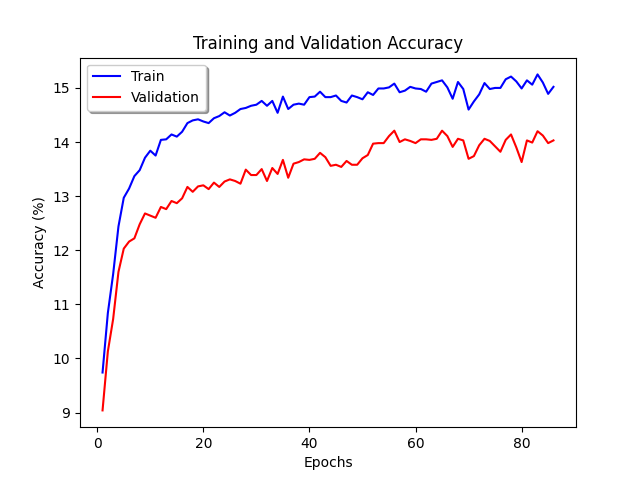 Training and Validation Accuracy
Train
Validation
15
14
13
12
11
10
9
Accuracy (%)
0
20
40
60
80
Epochs